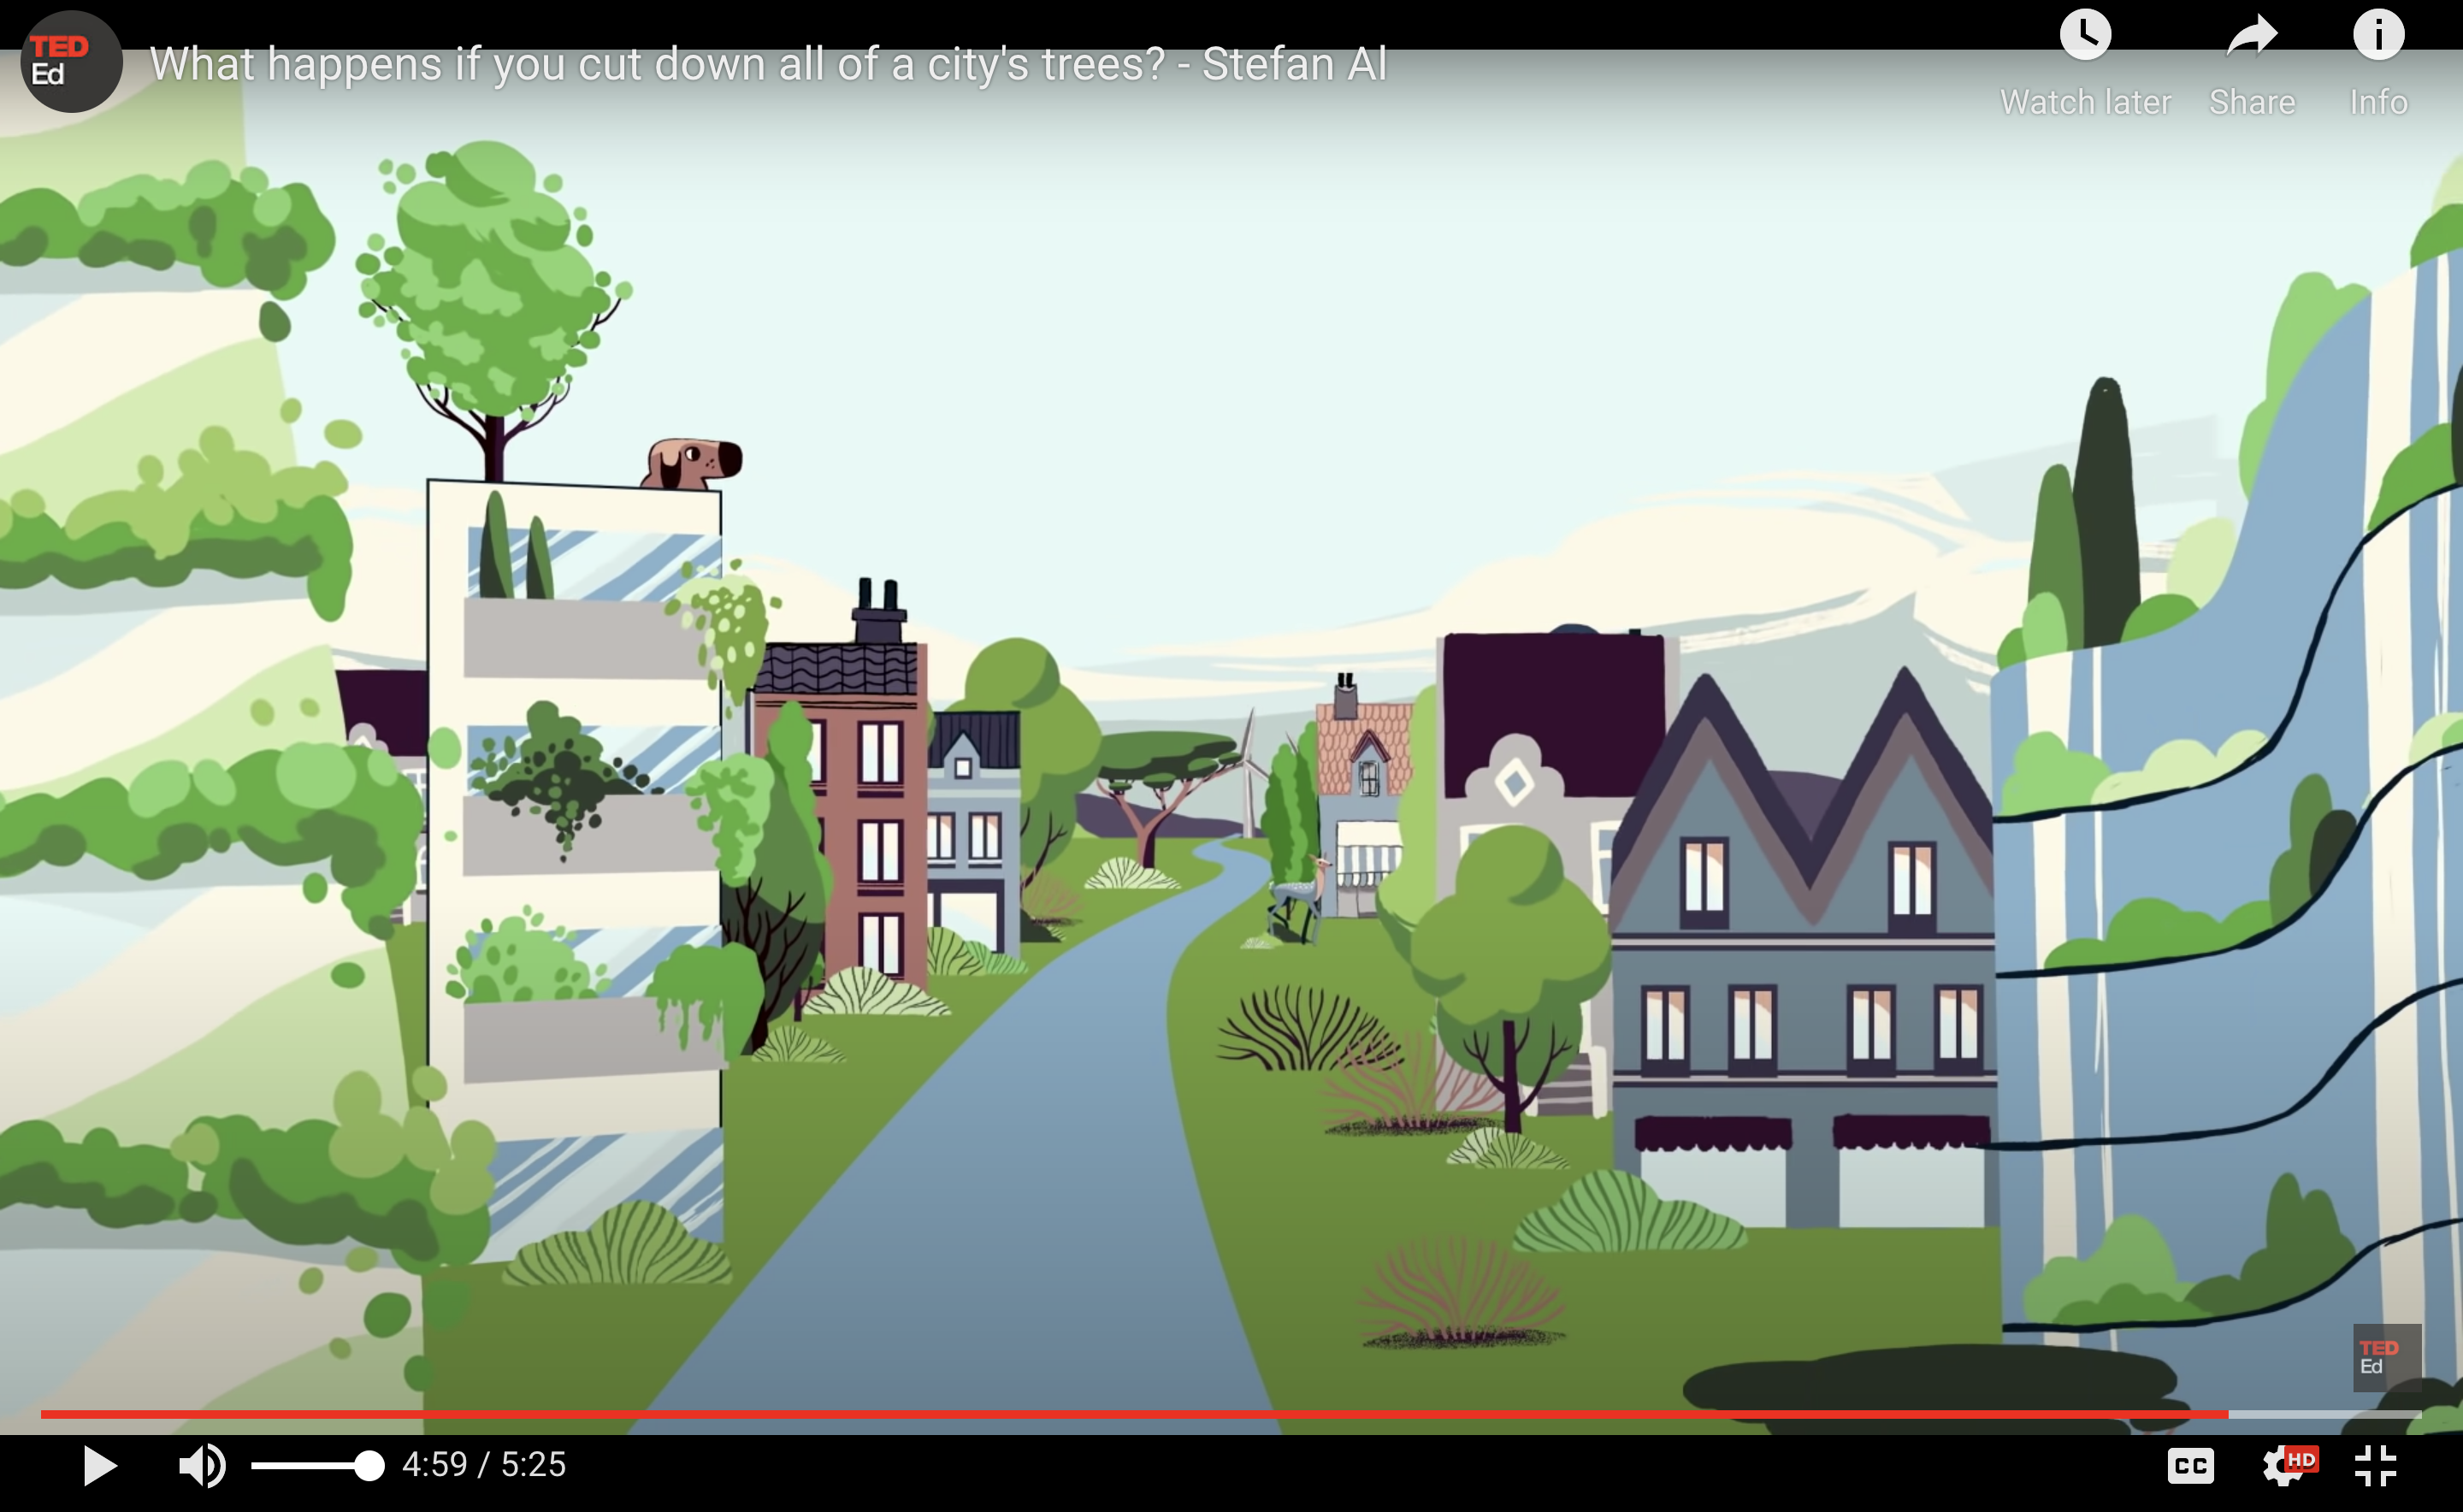 TED
Ed
What happens if you cut down all of a city's trees? - Stefan Al
Watch later
Share
Info
TED
Ed
4:59 / 5:25
CC
HD